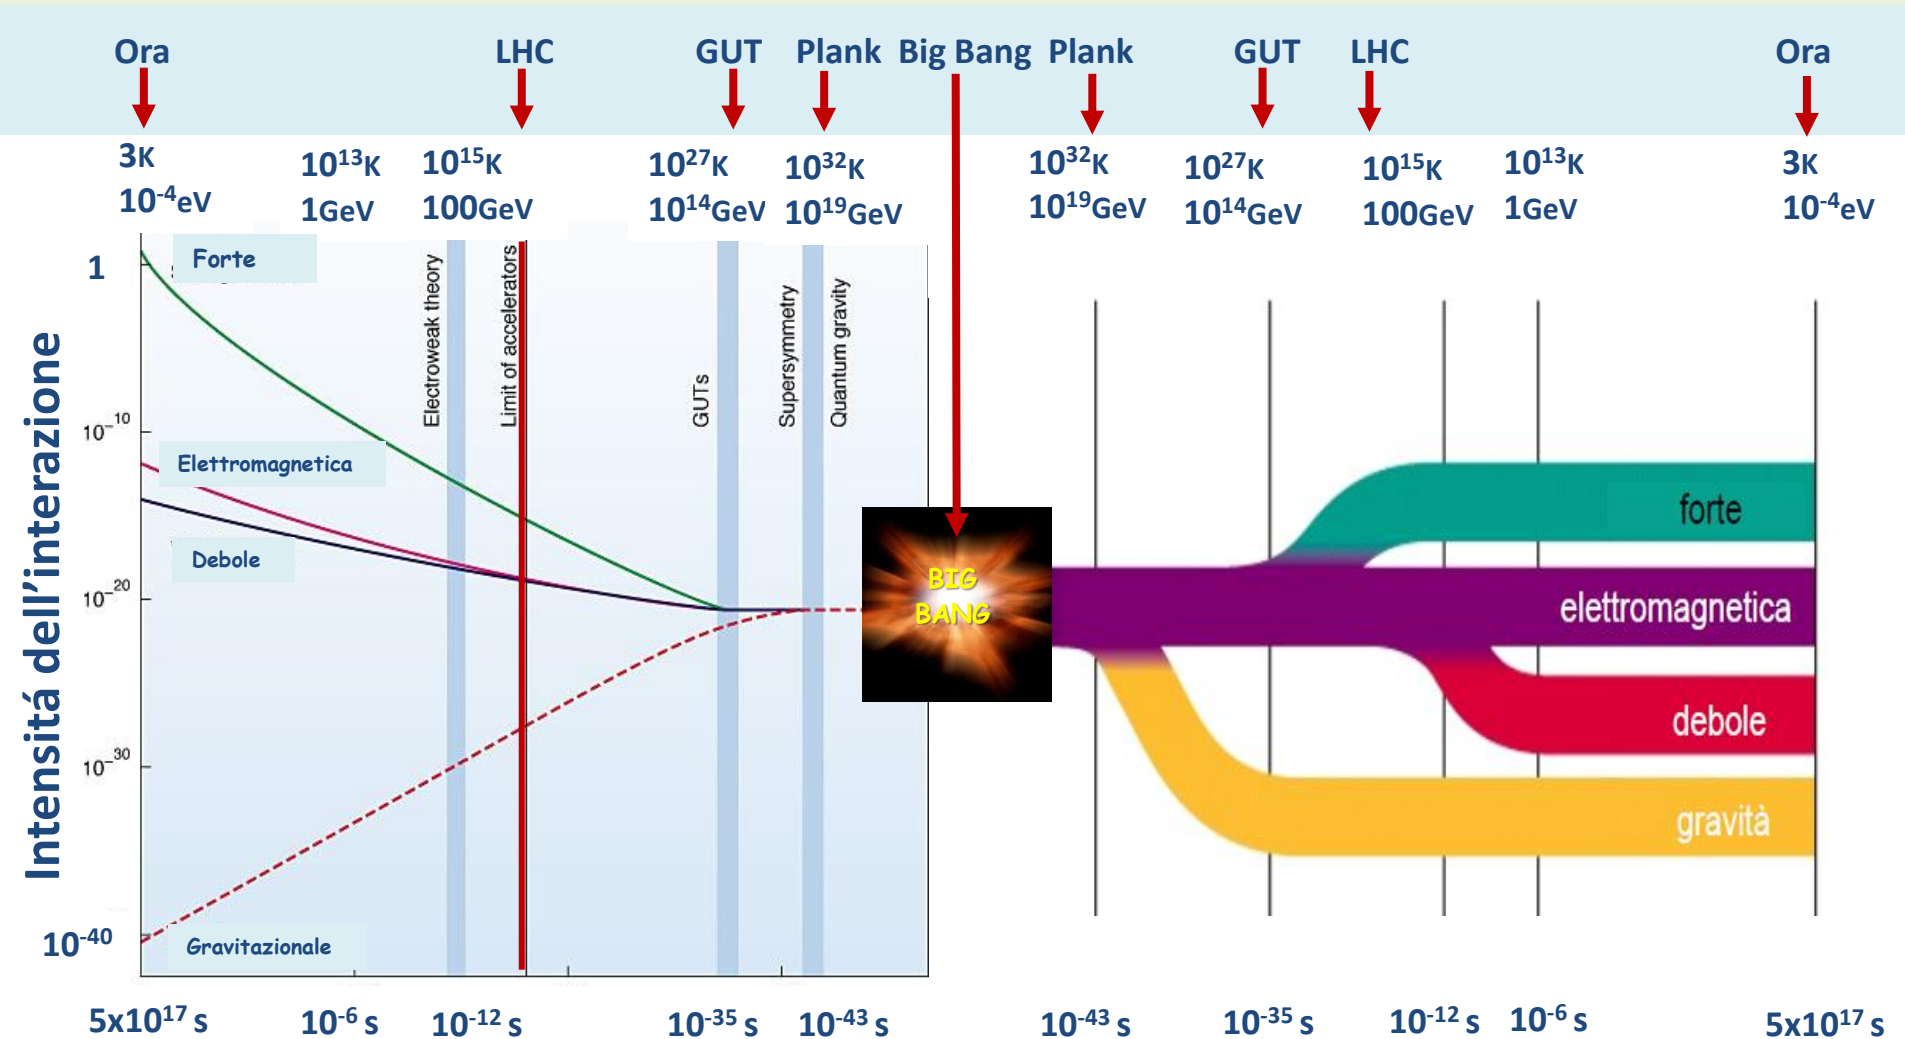 Ora LHC GUT Plank Big Bang Plank GUT LHC Ora
3K 10¹³K 10¹⁵K 10²⁷K 10³²K 10³²K 10²⁷K 10¹⁵K 10¹³K 3K
10⁻⁴eV 1GeV 100GeV 10¹⁴GeV 10¹⁹GeV 10¹⁹GeV 10¹⁴GeV 100GeV 1GeV 10⁻⁴eV
Intensitá dell'interazione
1
10⁻¹⁰
10⁻²⁰
10⁻³⁰
10⁻⁴⁰
Forte
Elettromagnetica
Debole
Gravitazionale
Electroweak theory
Limit of accelerators
GUTs
Supersymmetry
Quantum gravity
BIG
BANG
forte
elettromagnetica
debole
gravità
5x10¹⁷ s 10⁻⁶ s 10⁻¹² s 10⁻³⁵ s 10⁻⁴³ s 10⁻⁴³ s 10⁻³⁵ s 10⁻¹² s 10⁻⁶ s 5x10¹⁷ s